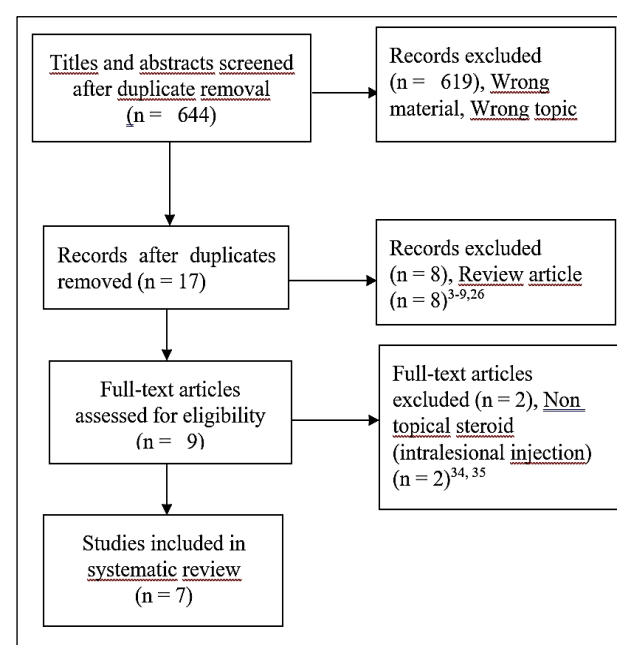 Titles and abstracts screened
after duplicate removal
(n = 644)
Records excluded
(n = 619), Wrong
material, Wrong topic
Records after duplicates
removed (n = 17)
Records excluded
(n = 8), Review article
(n = 8)3-9,26
Full-text articles
assessed for eligibility
(n = 9)
Full-text articles
excluded (n = 2), Non
topical steroid
(intralesional injection)
(n = 2)34, 35
Studies included in
systematic review
(n = 7)